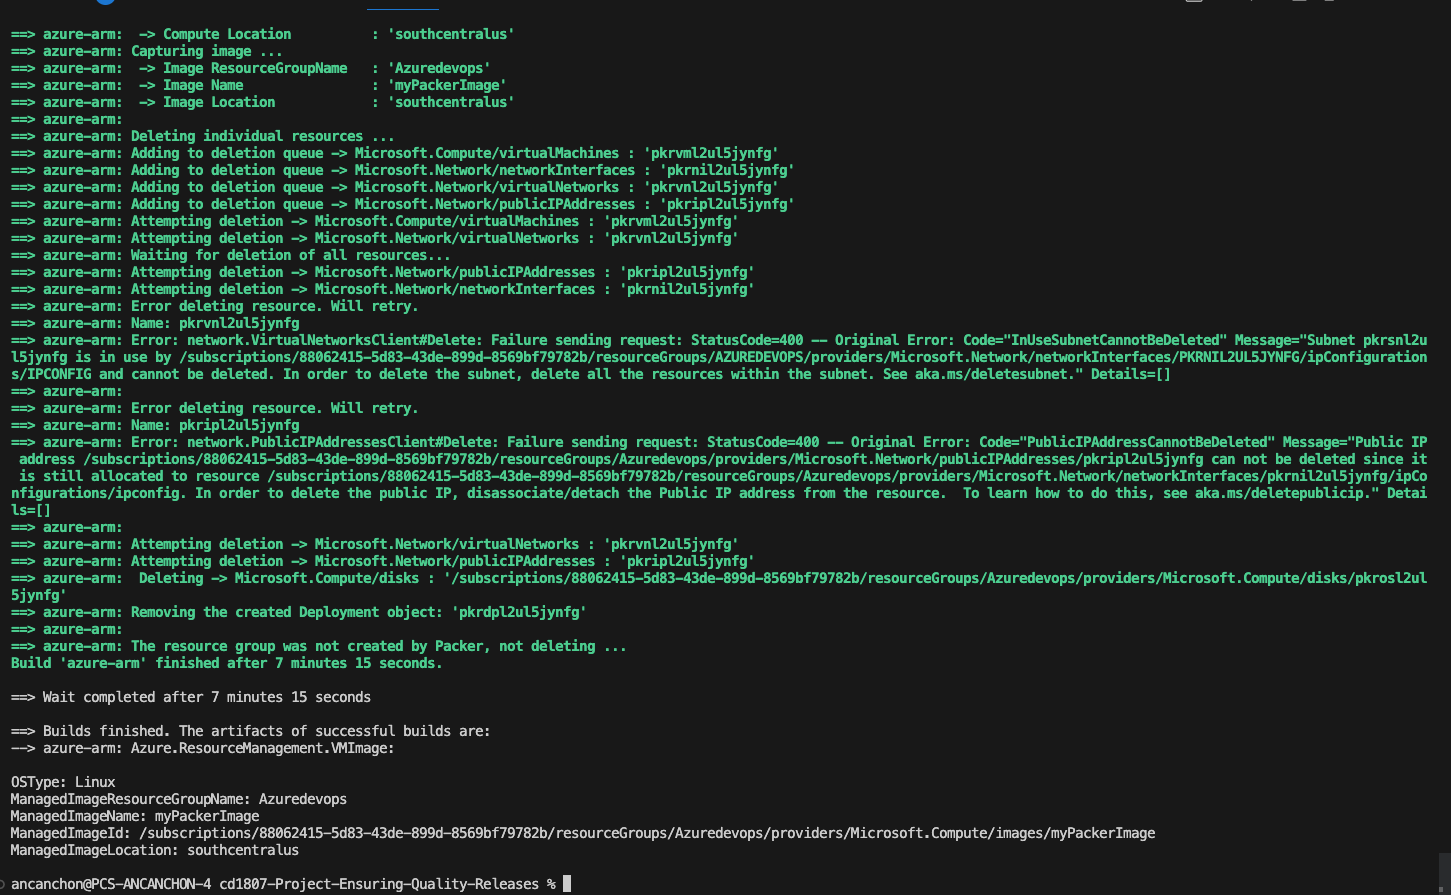 ==> azure-arm:  -> Compute Location          : 'southcentralus'
==> azure-arm: Capturing image ...
==> azure-arm:  -> Image ResourceGroupName   : 'Azuredevops'
==> azure-arm:  -> Image Name                : 'myPackerImage'
==> azure-arm:  -> Image Location            : 'southcentralus'
==> azure-arm:
==> azure-arm: Deleting individual resources ...
==> azure-arm: Adding to deletion queue -> Microsoft.Compute/virtualMachines : 'pkrvml2ul5jynfg'
==> azure-arm: Adding to deletion queue -> Microsoft.Network/networkInterfaces : 'pkrnil2ul5jynfg'
==> azure-arm: Adding to deletion queue -> Microsoft.Network/virtualNetworks : 'pkrvnl2ul5jynfg'
==> azure-arm: Adding to deletion queue -> Microsoft.Network/publicIPAddresses : 'pkripl2ul5jynfg'
==> azure-arm: Attempting deletion -> Microsoft.Compute/virtualMachines : 'pkrvml2ul5jynfg'
==> azure-arm: Attempting deletion -> Microsoft.Network/virtualNetworks : 'pkrvnl2ul5jynfg'
==> azure-arm: Waiting for deletion of all resources...
==> azure-arm: Attempting deletion -> Microsoft.Network/publicIPAddresses : 'pkripl2ul5jynfg'
==> azure-arm: Attempting deletion -> Microsoft.Network/networkInterfaces : 'pkrnil2ul5jynfg'
==> azure-arm: Error deleting resource. Will retry.
==> azure-arm: Name: pkrvnl2ul5jynfg
==> azure-arm: Error: network.VirtualNetworksClient#Delete: Failure sending request: StatusCode=400 -- Original Error: Code="InUseSubnetCannotBeDeleted" Message="Subnet pkrsnl2u
l5jynfg is in use by /subscriptions/88062415-5d83-43de-899d-8569bf79782b/resourceGroups/AZUREDEVOPS/providers/Microsoft.Network/networkInterfaces/PKRNIL2UL5JYNFG/ipConfiguration
s/IPCONFIG and cannot be deleted. In order to delete the subnet, delete all the resources within the subnet. See aka.ms/deletesubnet." Details=[]
==> azure-arm:
==> azure-arm: Error deleting resource. Will retry.
==> azure-arm: Name: pkripl2ul5jynfg
==> azure-arm: Error: network.PublicIPAddressesClient#Delete: Failure sending request: StatusCode=400 -- Original Error: Code="PublicIPAddressCannotBeDeleted" Message="Public IP
 address /subscriptions/88062415-5d83-43de-899d-8569bf79782b/resourceGroups/Azuredevops/providers/Microsoft.Network/publicIPAddresses/pkripl2ul5jynfg can not be deleted since it
 is still allocated to resource /subscriptions/88062415-5d83-43de-899d-8569bf79782b/resourceGroups/Azuredevops/providers/Microsoft.Network/networkInterfaces/pkrnil2ul5jynfg/ipCo
nfigurations/ipconfig. In order to delete the public IP, disassociate/detach the Public IP address from the resource.  To learn how to do this, see aka.ms/deletepublicip." Detai
ls=[]
==> azure-arm:
==> azure-arm: Attempting deletion -> Microsoft.Network/virtualNetworks : 'pkrvnl2ul5jynfg'
==> azure-arm: Attempting deletion -> Microsoft.Network/publicIPAddresses : 'pkripl2ul5jynfg'
==> azure-arm:  Deleting -> Microsoft.Compute/disks : '/subscriptions/88062415-5d83-43de-899d-8569bf79782b/resourceGroups/Azuredevops/providers/Microsoft.Compute/disks/pkrosl2ul
5jynfg'
==> azure-arm: Removing the created Deployment object: 'pkrdpl2ul5jynfg'
==> azure-arm:
==> azure-arm: The resource group was not created by Packer, not deleting ...
Build 'azure-arm' finished after 7 minutes 15 seconds.

==> Wait completed after 7 minutes 15 seconds

==> Builds finished. The artifacts of successful builds are:
--> azure-arm: Azure.ResourceManagement.VMImage:

OSType: Linux
ManagedImageResourceGroupName: Azuredevops
ManagedImageName: myPackerImage
ManagedImageId: /subscriptions/88062415-5d83-43de-899d-8569bf79782b/resourceGroups/Azuredevops/providers/Microsoft.Compute/images/myPackerImage
ManagedImageLocation: southcentralus

ancanchon@PCS-ANCANCHON-4 cd1807-Project-Ensuring-Quality-Releases %